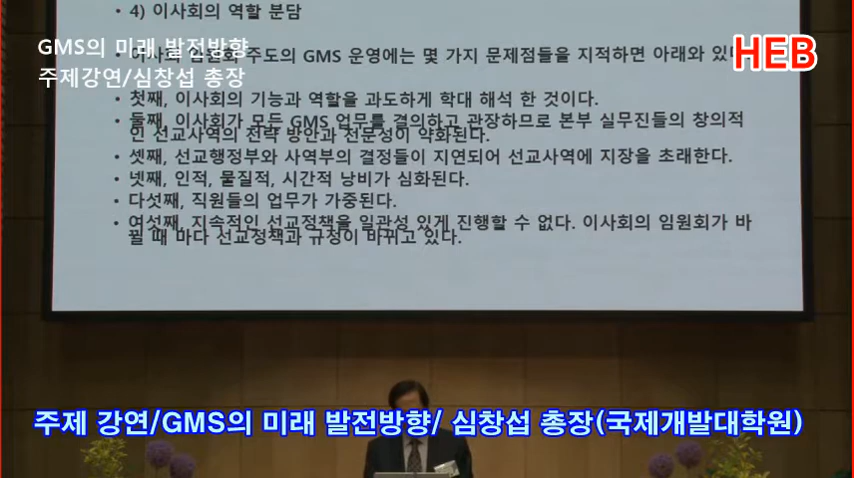 • 4) 이사회의 역할 분담
GMS의 미래 발전방향
주제강연/심창섭 총장
HEB
이사회 임원회 주도의 GMS 운영에는 몇 가지 문제점들을 지적하면 아래와 있다
• 첫째, 이사회의 기능과 역할을 과도하게 학대 해석 한 것이다.
• 둘째, 이사회가 모든 GMS 업무를 결의하고 관장하므로 본부 실무진들의 창의적
인 선교사역의 전략 방안과 전문성이 약화된다.
• 셋째, 선교행정부와 사역부의 결정들이 지연되어 선교사역에 지장을 초래한다.
• 넷째, 인적, 물질적, 시간적 낭비가 심화된다.
• 다섯째, 직원들의 업무가 가중된다.
• 여섯째, 지속적인 선교정책을 일관성 있게 진행할 수 없다. 이사회의 임원회가 바
뀔 때 마다 선교정책과 규정이 바뀌고 있다.
주제 강연/GMS의 미래 발전방향/ 심창섭 총장(국제개발대학원)